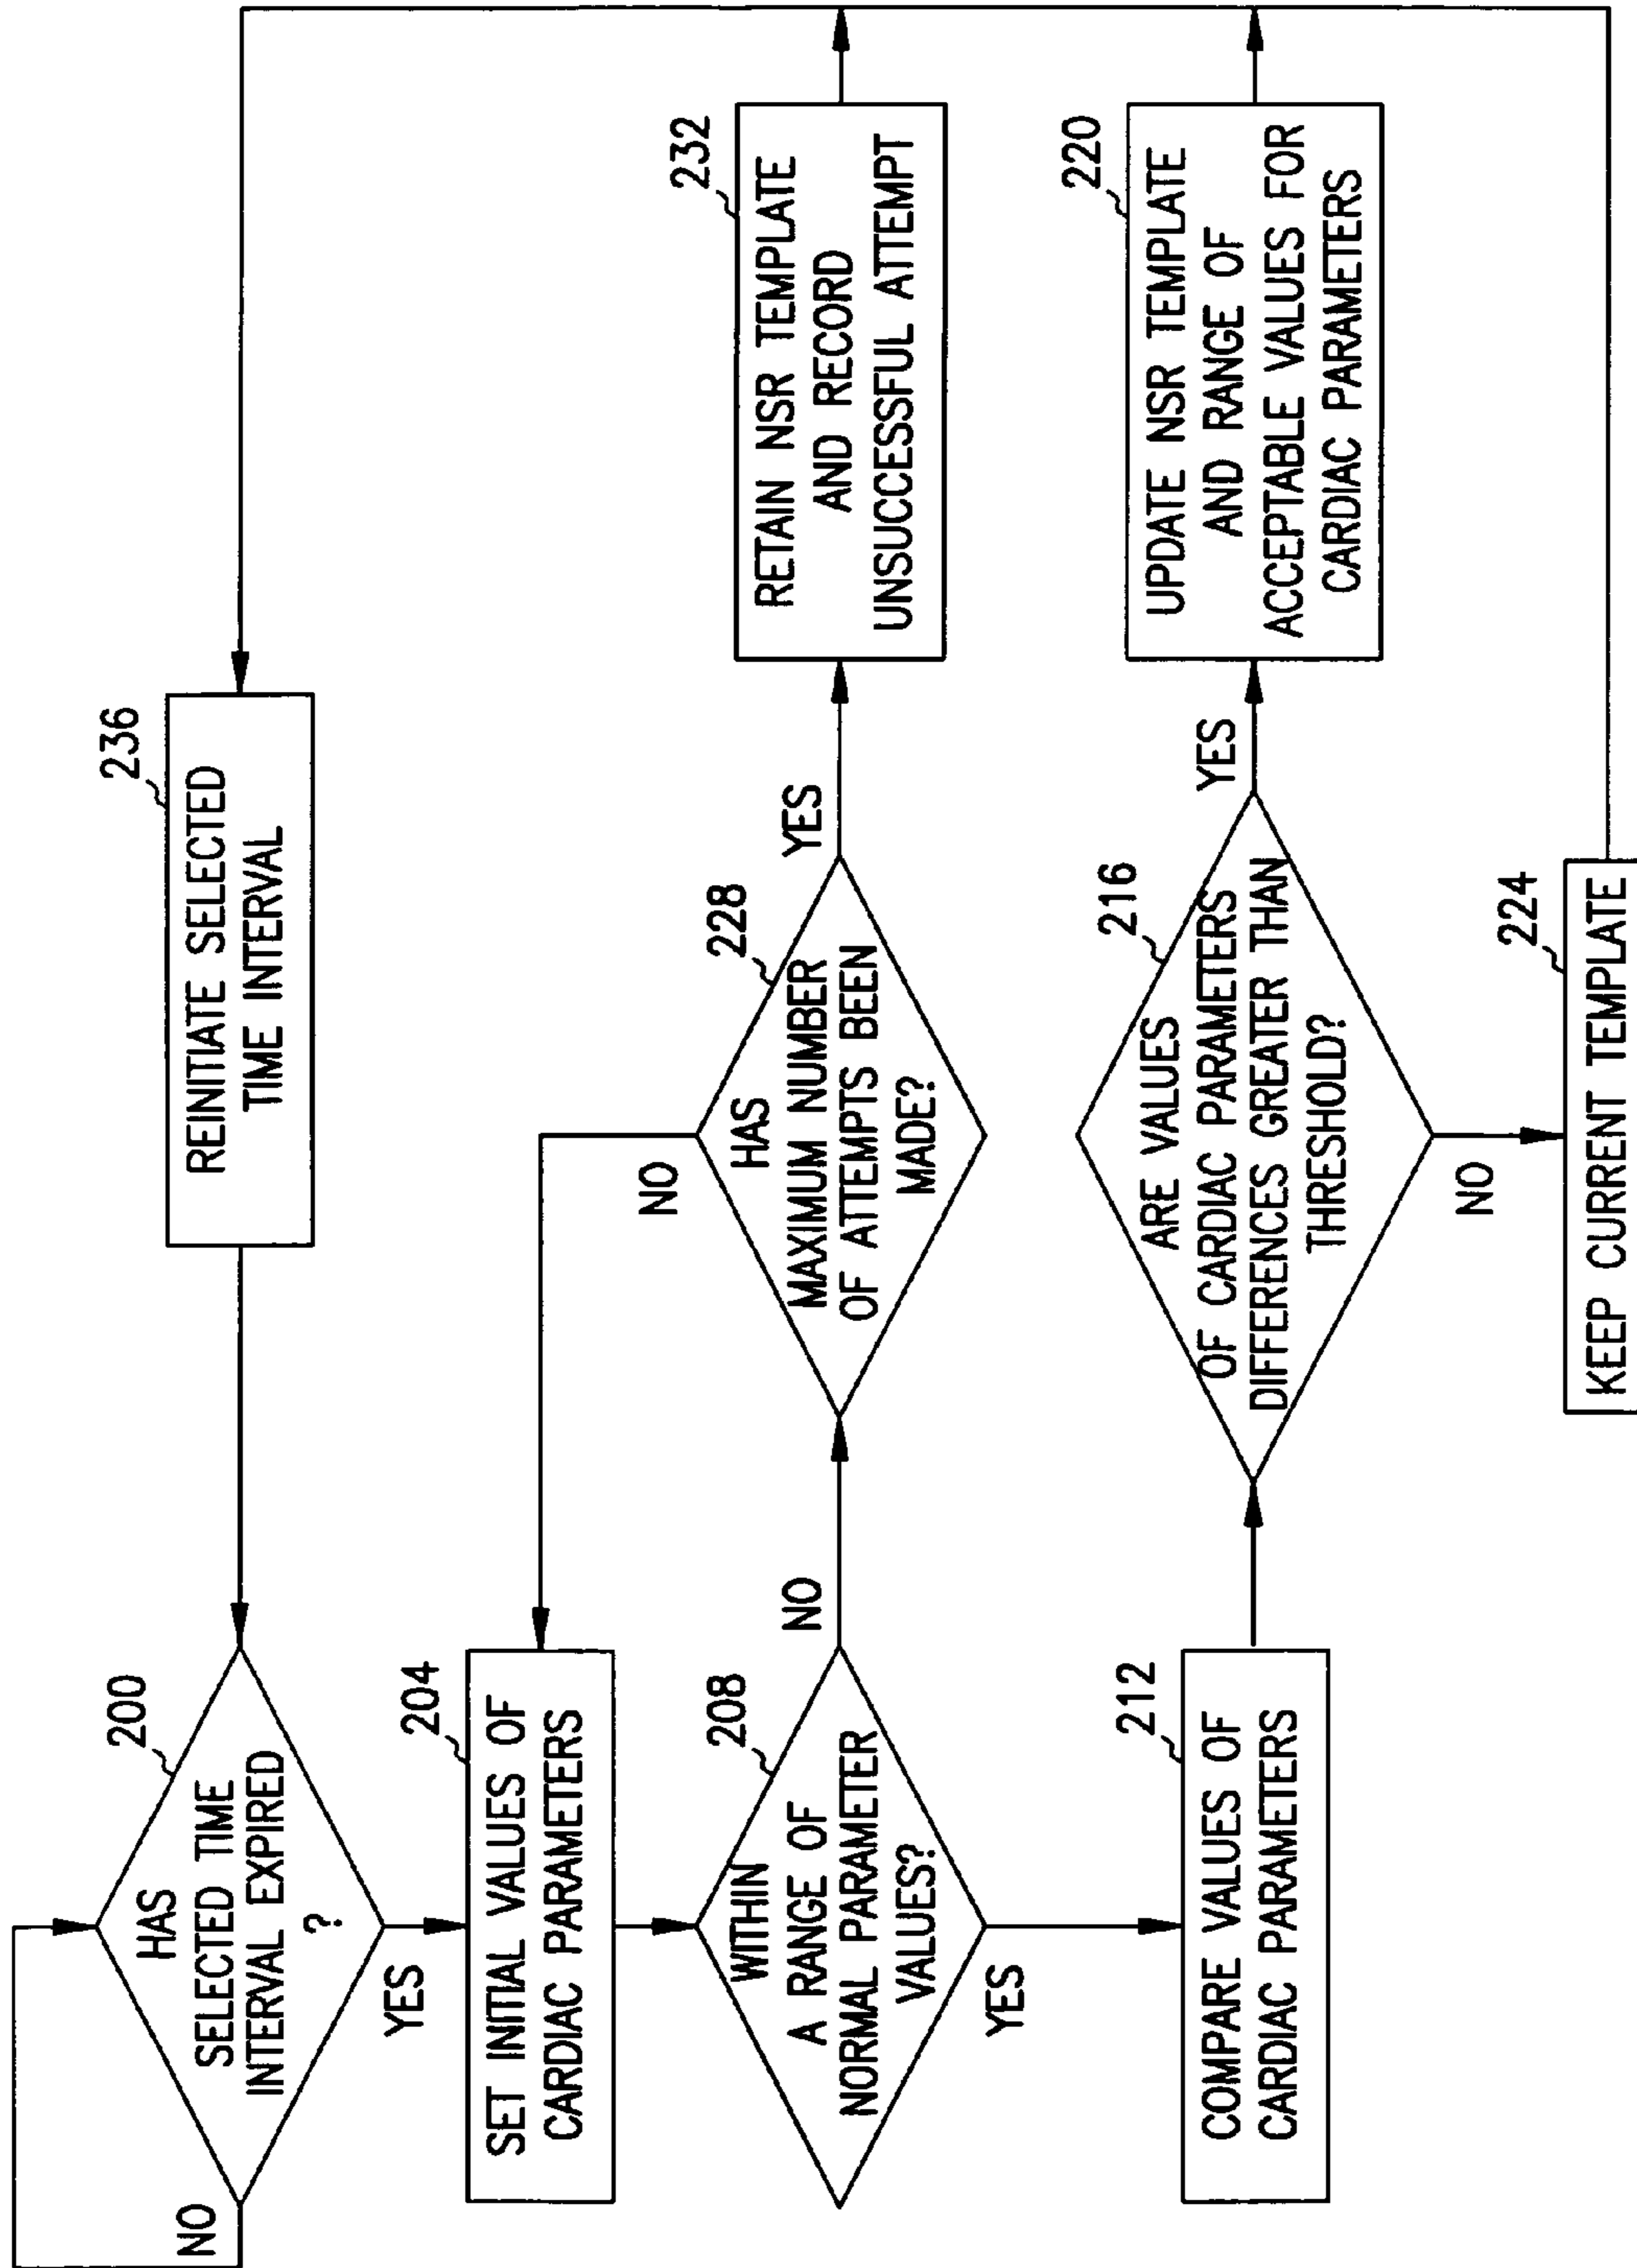 200
HAS
SELECTED TIME
INTERVAL EXPIRED
?
NO
YES
236
REINITIATE SELECTED
TIME INTERVAL
204
SET INITIAL VALUES OF
CARDIAC PARAMETERS
208
WITHIN
A RANGE OF
NORMAL PARAMETER
VALUES?
NO
YES
228
HAS
MAXIMUM NUMBER
OF ATTEMPTS BEEN
MADE?
NO
YES
232
RETAIN NSR TEMPLATE
AND RECORD
UNSUCCESSFUL ATTEMPT
212
COMPARE VALUES OF
CARDIAC PARAMETERS
216
ARE VALUES
OF CARDIAC PARAMETERS
DIFFERENCES GREATER THAN
THRESHOLD?
YES
NO
220
UPDATE NSR TEMPLATE
AND RANGE OF
ACCEPTABLE VALUES FOR
CARDIAC PARAMETERS
224
KEEP CURRENT TEMPLATE